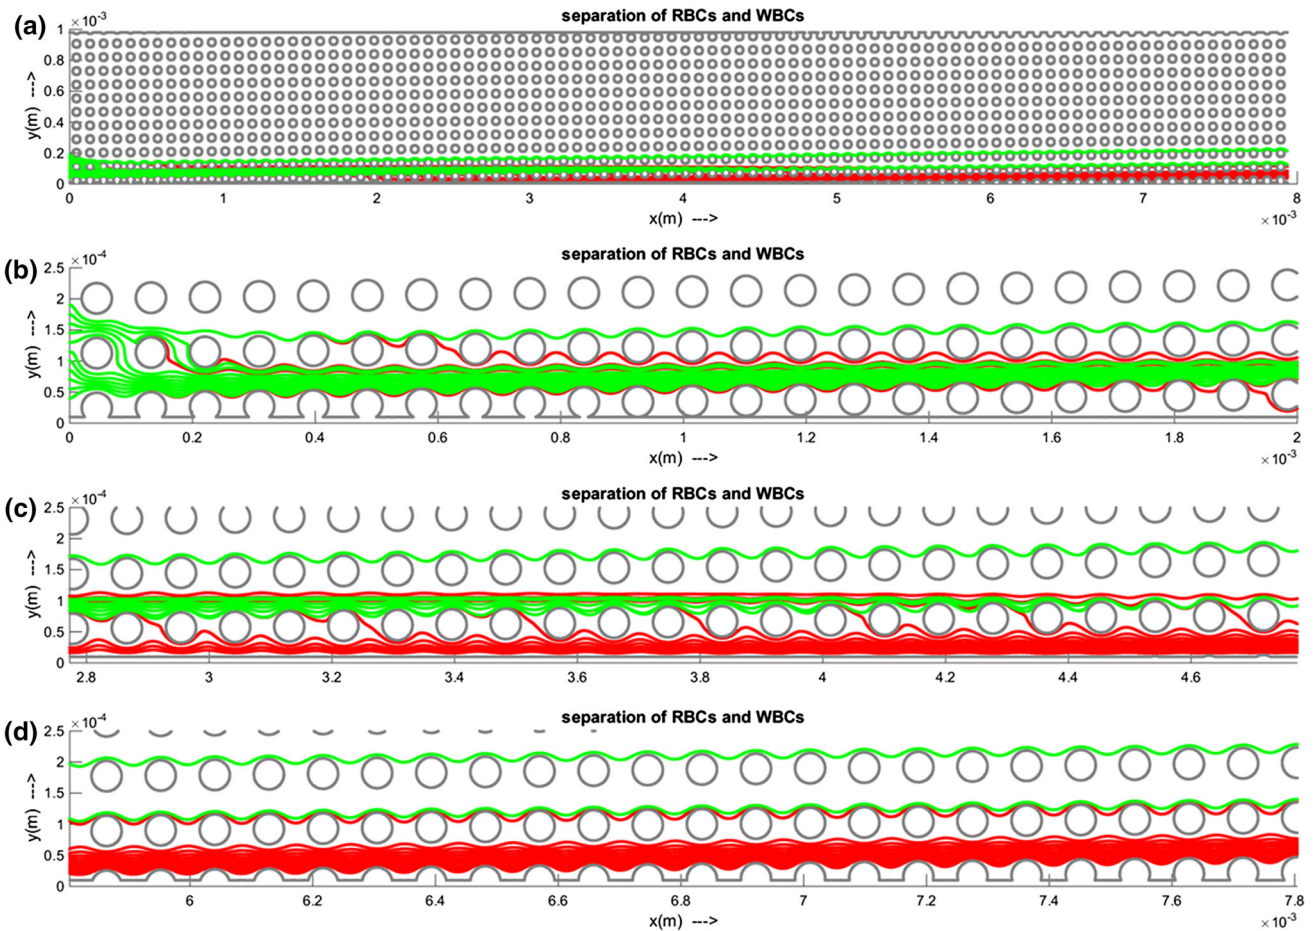 (a)
separation of RBCs and WBCs
×10⁻³
1
0.8
0.6
0.4
0.2
0
y(m) --->
0 1 2 3 4 5 6 7 8
x(m) --->
×10⁻³
(b)
separation of RBCs and WBCs
×10⁻⁴
2.5
2
1.5
1
0.5
0
y(m) --->
0 0.2 0.4 0.6 0.8 1 1.2 1.4 1.6 1.8 2
x(m) --->
×10⁻³
(c)
separation of RBCs and WBCs
×10⁻⁴
2.5
2
1.5
1
0.5
0
y(m) --->
2.8 3 3.2 3.4 3.6 3.8 4 4.2 4.4 4.6
(d)
separation of RBCs and WBCs
×10⁻⁴
2.5
2
1.5
1
0.5
0
y(m) --->
6 6.2 6.4 6.6 6.8 7 7.2 7.4 7.6 7.8
x(m) --->
×10⁻³